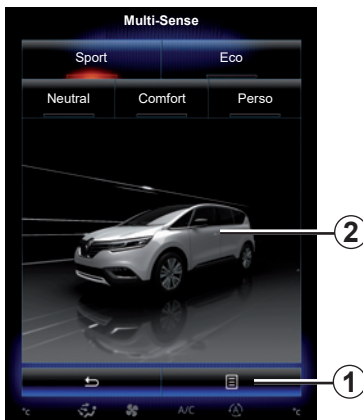 Multi-Sense
Sport Eco
Neutral Comfort Perso
2
1
°c A/C A °c